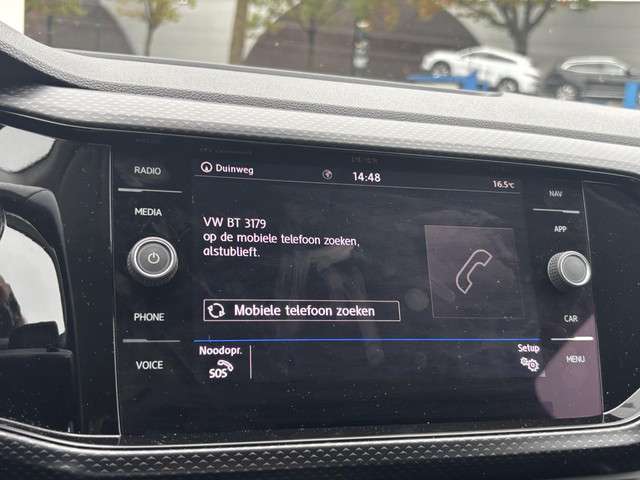 RADIO
MEDIA
PHONE
VOICE
Duinweg
14:48
16.5°C
VW BT 3179
op de mobiele telefoon zoeken,
alstublieft.
Mobiele telefoon zoeken
Noodopr.
SOS
Setup
NAV
APP
CAR
MENU